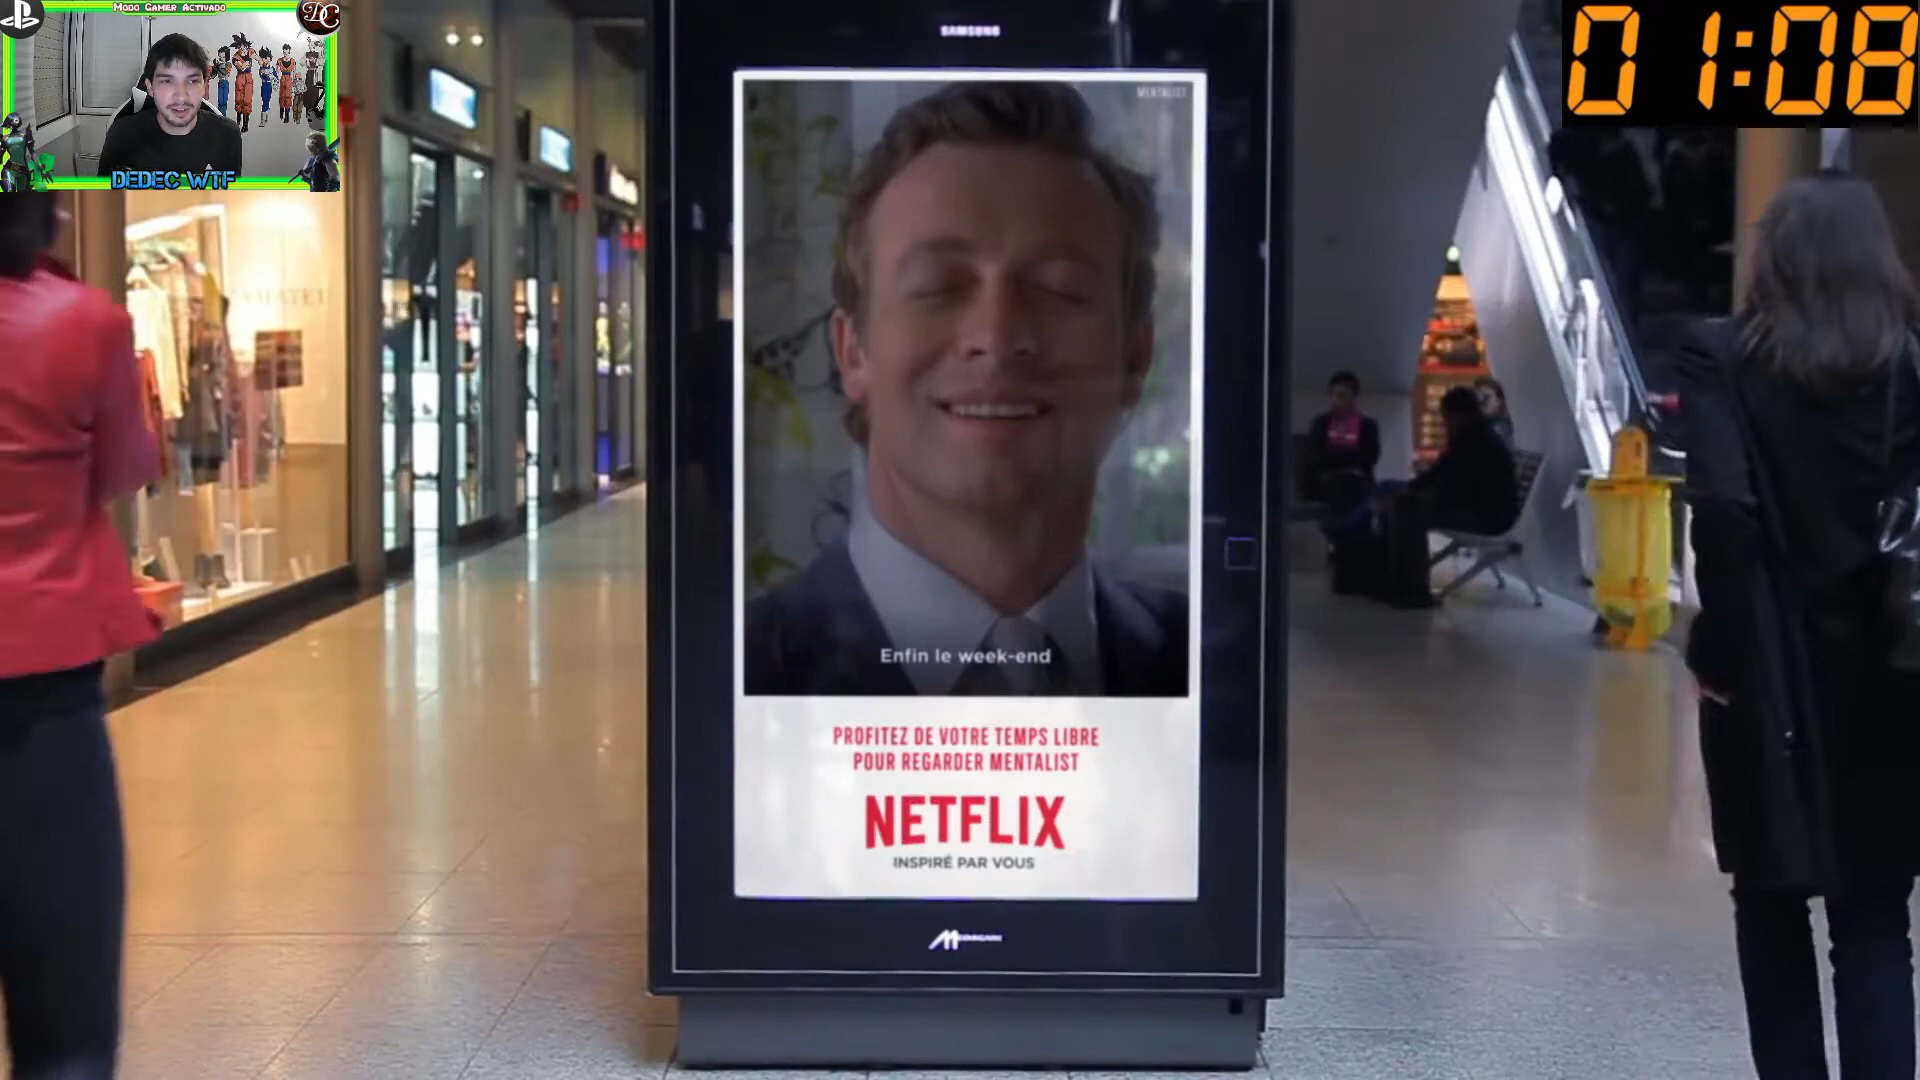 Modo Gamer Activado
DC
DEDEC WTF
01:08
SAMSUNG
MENTALIST
Enfin le week-end
PROFITEZ DE VOTRE TEMPS LIBRE
POUR REGARDER MENTALIST
NETFLIX
INSPIRÉ PAR VOUS